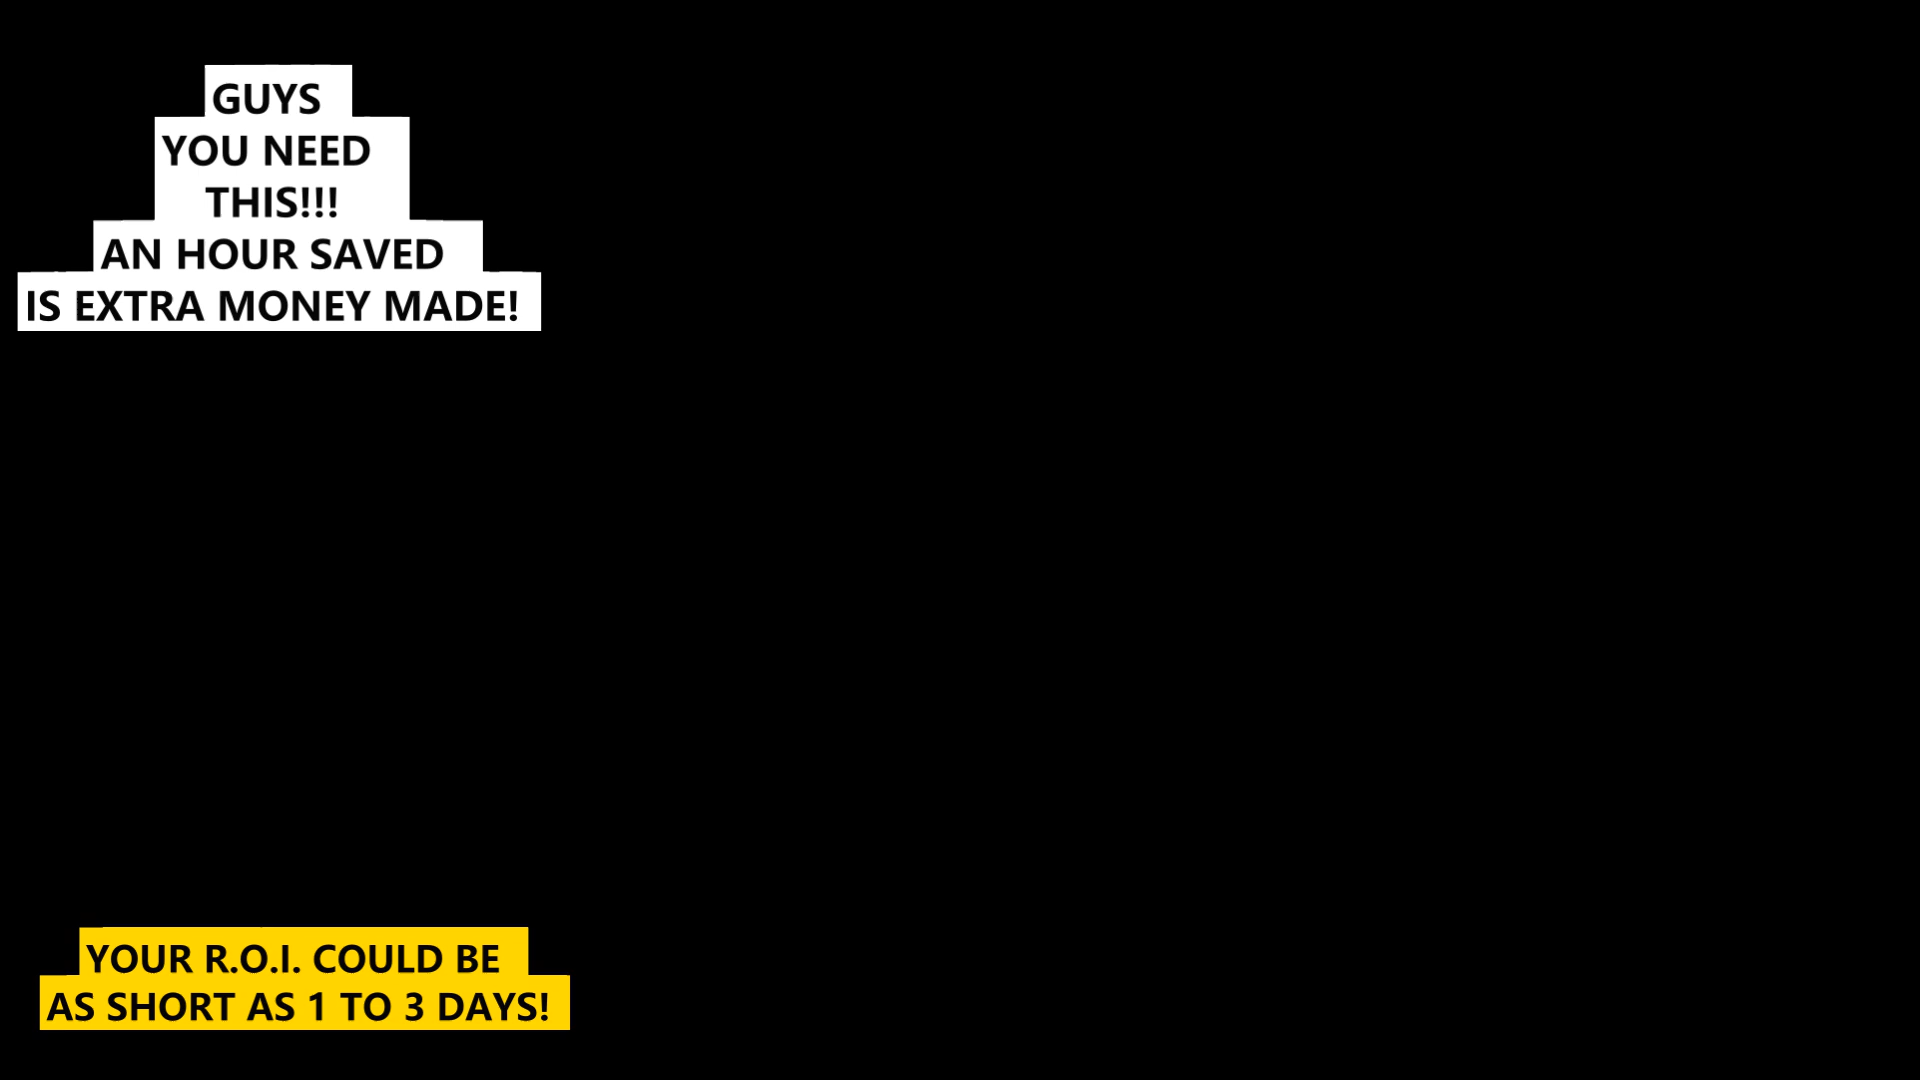 GUYS
YOU NEED
THIS!!!
AN HOUR SAVED
IS EXTRA MONEY MADE!
YOUR R.O.I. COULD BE
AS SHORT AS 1 TO 3 DAYS!